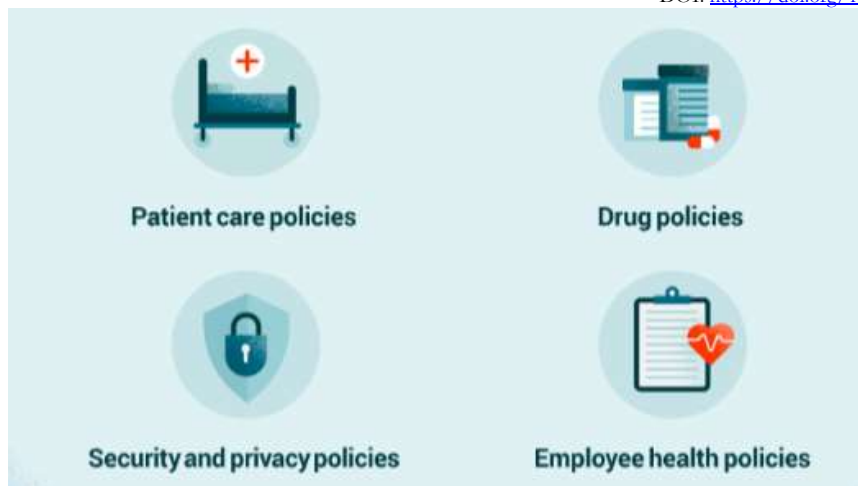 Patient care policies
Drug policies
Security and privacy policies
Employee health policies